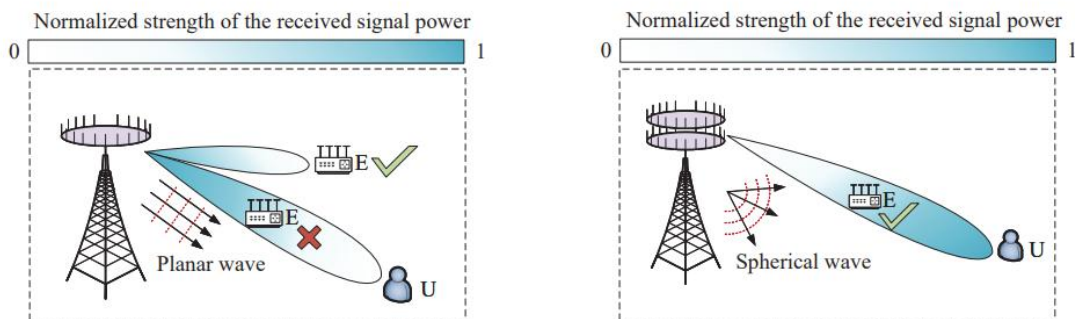 Normalized strength of the received signal power
0 1
E
E
Planar wave
U
Normalized strength of the received signal power
0 1
E
Spherical wave
U